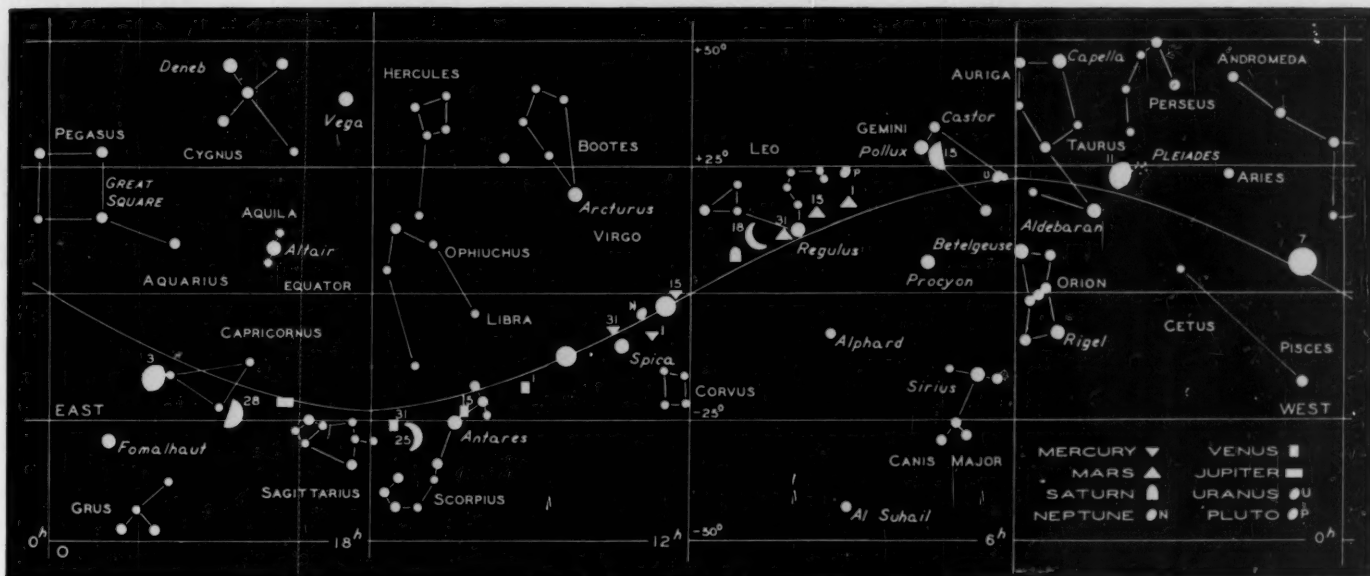 +50°
Deneb
HERCULES
Capella
ANDROMEDA
AURIGA
Vega
PERSEUS
Castor
PEGASUS
GEMINI
BOOTES
LEO
Pollux
15
TAURUS
11
PLEIADES
CYGNUS
+25°
P
U
ARIES
GREAT
SQUARE
1
15
AQUILA
Arcturus
31
18
Aldebaran
VIRGO
Regulus
Betelgeuse
7
Altair
OPHIUCHUS
AQUARIUS
EQUATOR
Procyon
ORION
15
N
LIBRA
31
1
CETUS
CAPRICORNUS
Spica
Alphard
Rigel
PISCES
3
1
Sirius
CORVUS
28
15
EAST
31
-25°
WEST
25
Antares
Fomalhaut
MERCURY
VENUS
CANIS MAJOR
MARS
JUPITER
SAGITTARIUS
SCORPIUS
SATURN
URANUS U
GRUS
Al Suhail
NEPTUNE N
PLUTO P
0h
0
18h
12h
-50°
6h
0h